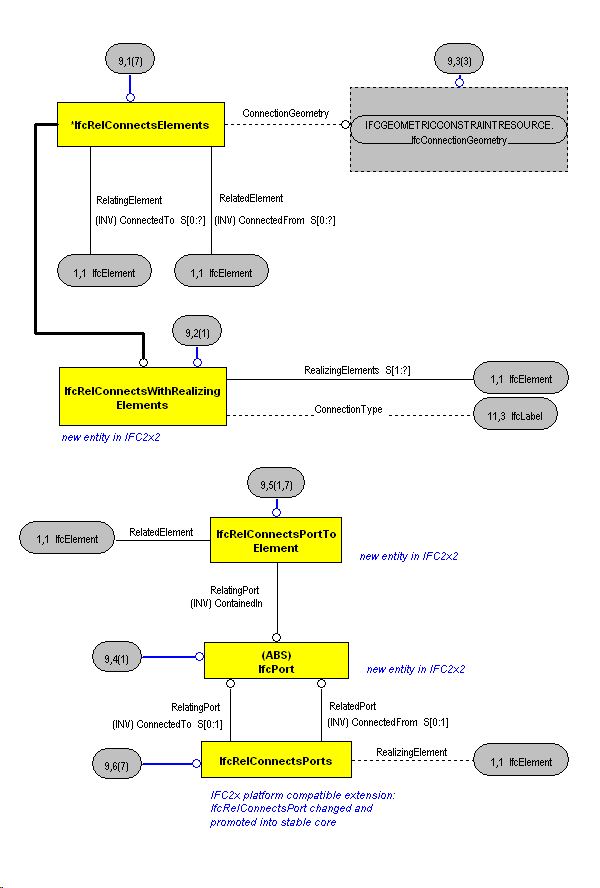 9,1(7)
9,3(3)
*IfcRelConnectsElements
ConnectionGeometry
IFCGEOMETRICCONSTRAINTRESOURCE.
IfcConnectionGeometry
RelatingElement
(INV) ConnectedTo S[0:?]
RelatedElement
(INV) ConnectedFrom S[0:?]
1,1 IfcElement
1,1 IfcElement
9,2(1)
IfcRelConnectsWithRealizing
Elements
RealizingElements S[1:?]
1,1 IfcElement
ConnectionType
11,3 IfcLabel
new entity in IFC2x2
9,5(1,7)
1,1 IfcElement
RelatedElement
IfcRelConnectsPortTo
Element
new entity in IFC2x2
RelatingPort
(INV) ContainedIn
9,4(1)
(ABS)
IfcPort
new entity in IFC2x2
RelatingPort
(INV) ConnectedTo S[0:1]
RelatedPort
(INV) ConnectedFrom S[0:1]
9,6(7)
IfcRelConnectsPorts
RealizingElement
1,1 IfcElement
IFC2x platform compatible extension:
IfcRelConnectsPort changed and
promoted into stable core